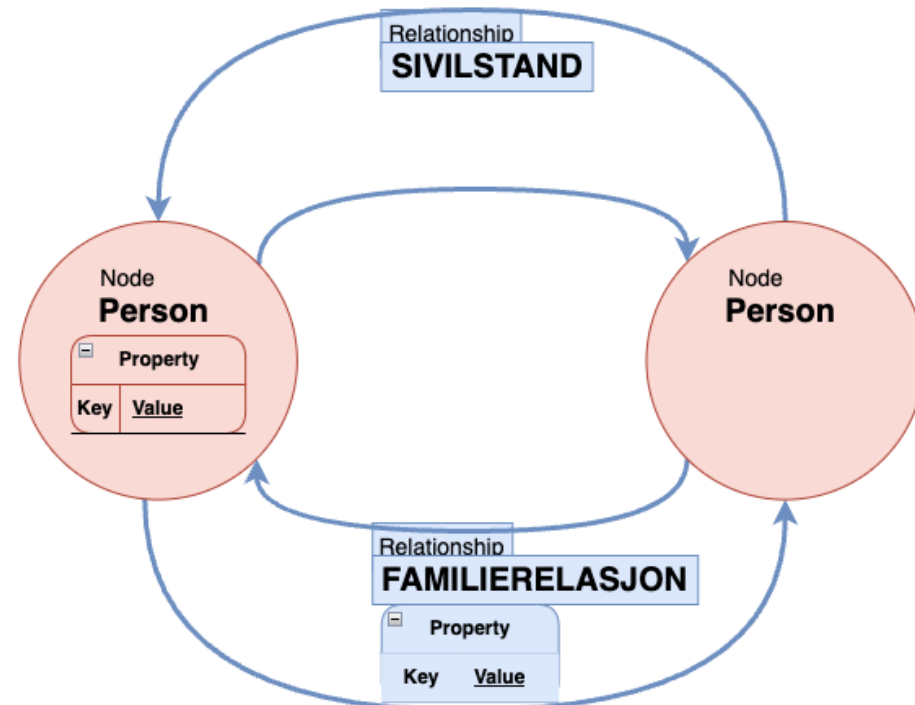 Relationship
SIVILSTAND
Node
Person
Property
Key Value
Node
Person
Relationship
FAMILIERELASJON
Property
Key Value